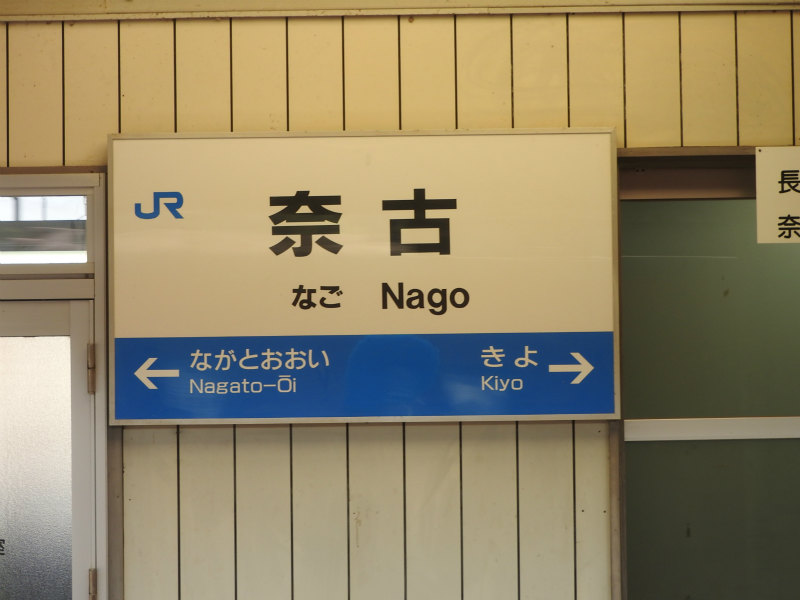 JR
奈古
なご Nago
← ながとおおい
Nagato-Ōi
きよ →
Kiyo
長
奈